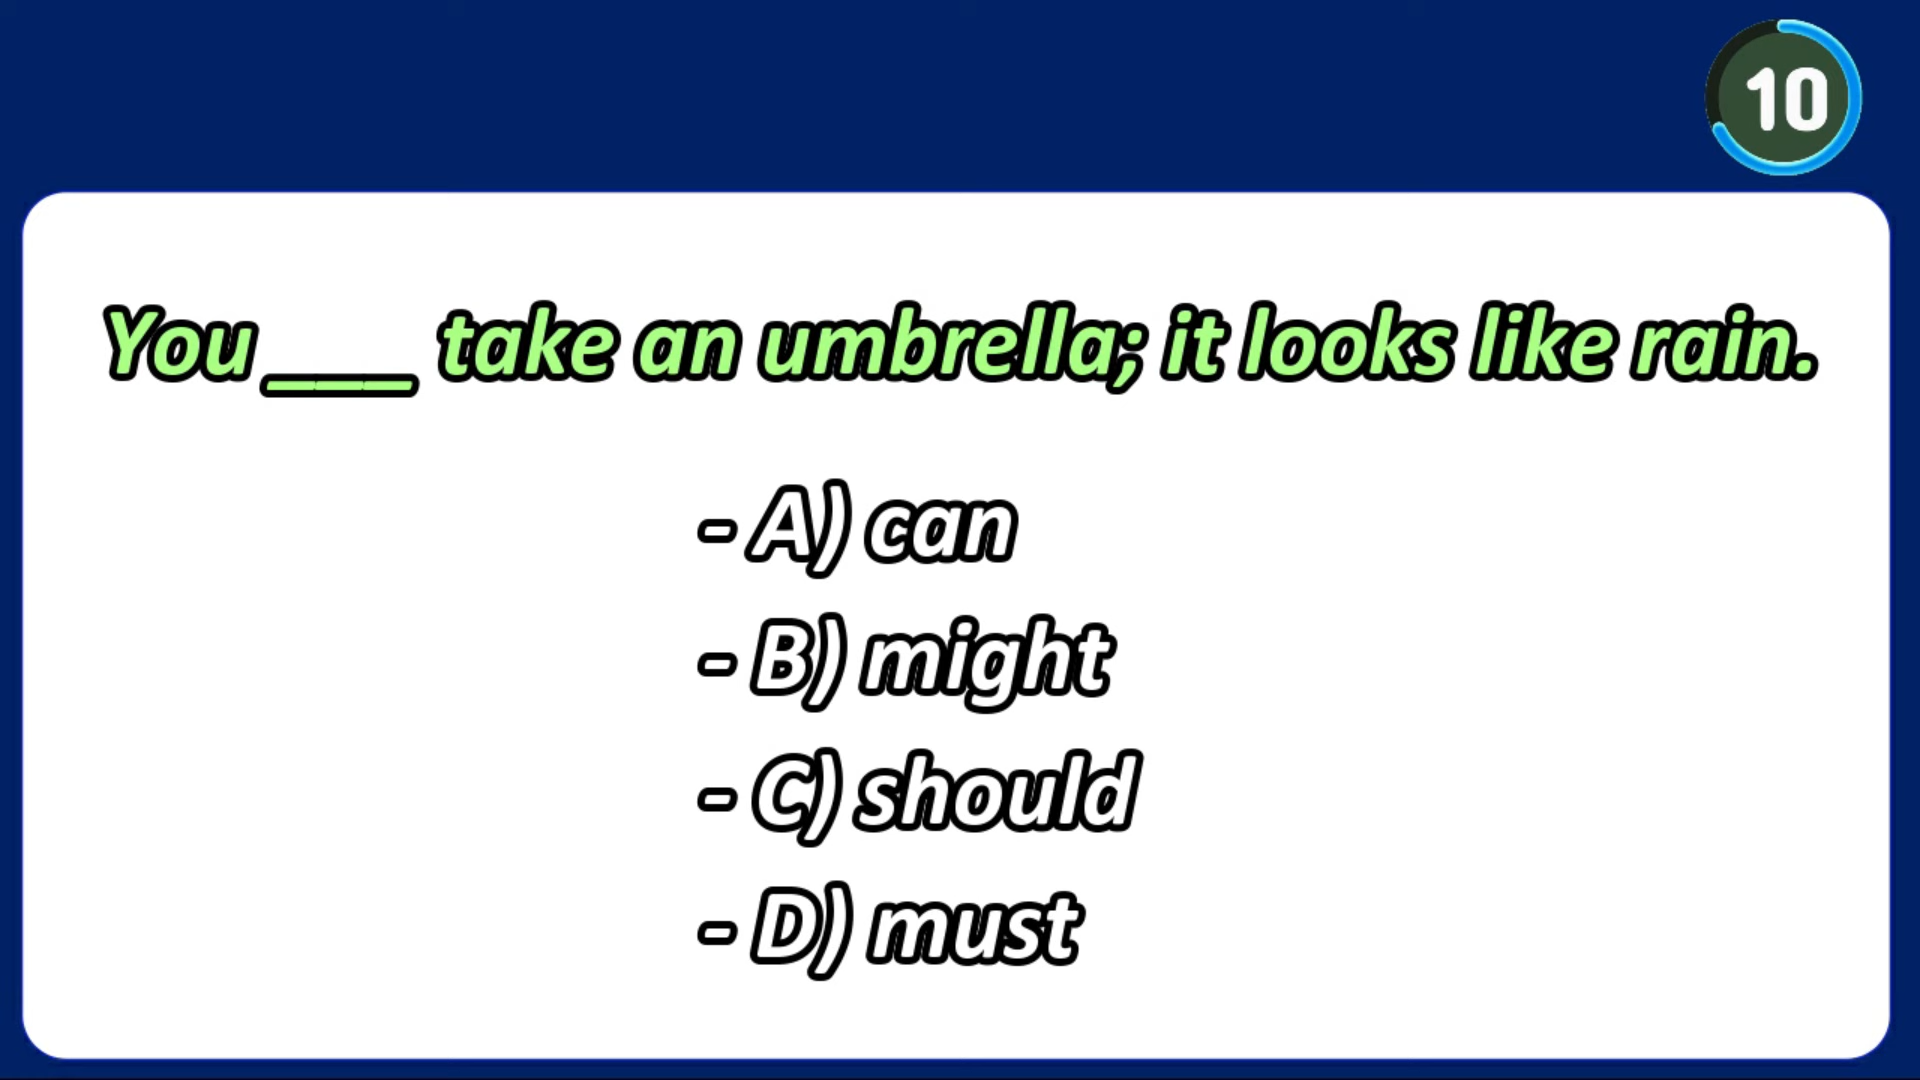 10
You ___ take an umbrella; it looks like rain.
- A) can
- B) might
- C) should
- D) must